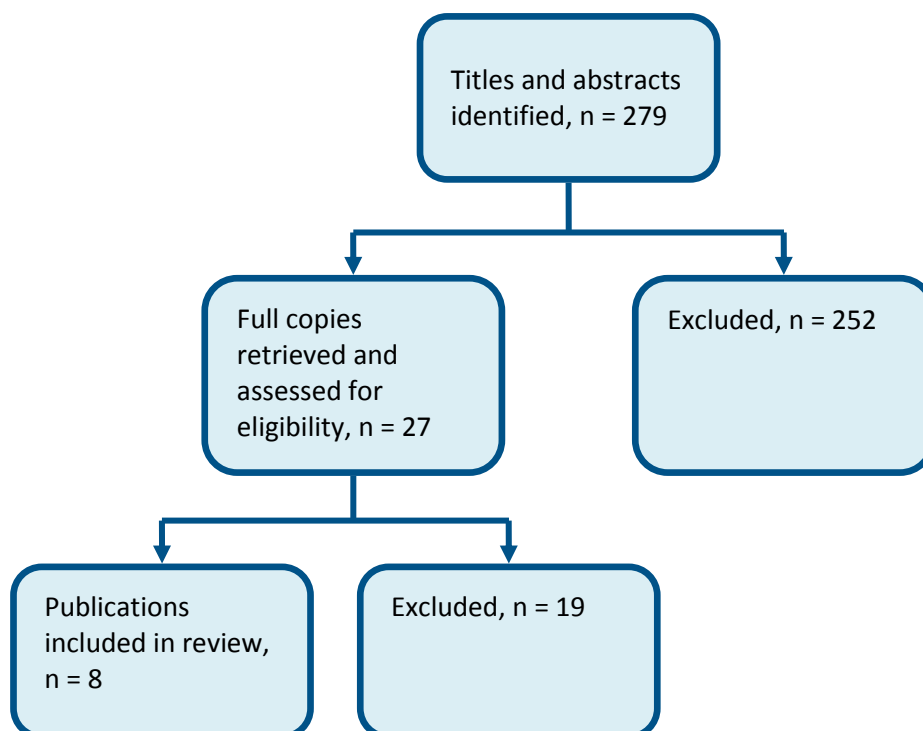 Titles and abstracts
identified, n = 279
Full copies
retrieved and
assessed for
eligibility, n = 27
Excluded, n = 252
Publications
included in review,
n = 8
Excluded, n = 19